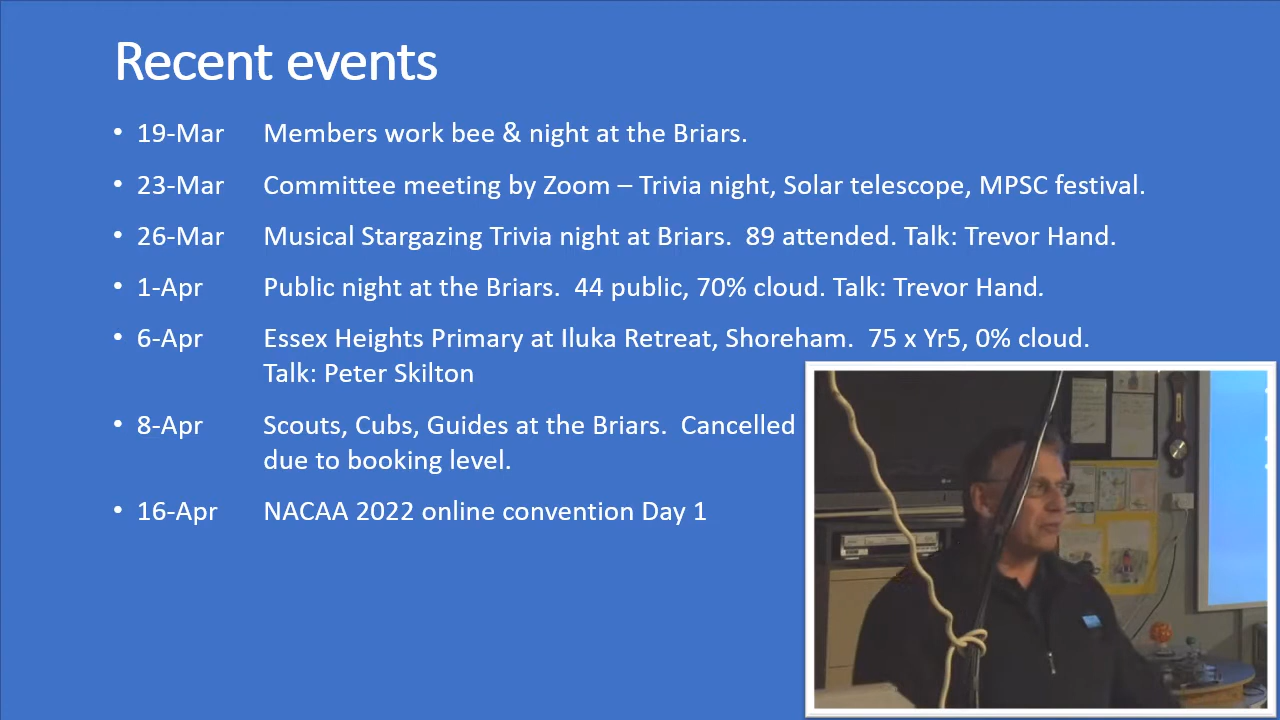 Recent events
• 19-Mar Members work bee & night at the Briars.
• 23-Mar Committee meeting by Zoom – Trivia night, Solar telescope, MPSC festival.
• 26-Mar Musical Stargazing Trivia night at Briars. 89 attended. Talk: Trevor Hand.
• 1-Apr Public night at the Briars. 44 public, 70% cloud. Talk: Trevor Hand.
• 6-Apr Essex Heights Primary at Iluka Retreat, Shoreham. 75 x Yr5, 0% cloud.
Talk: Peter Skilton
• 8-Apr Scouts, Cubs, Guides at the Briars. Cancelled
due to booking level.
• 16-Apr NACAA 2022 online convention Day 1